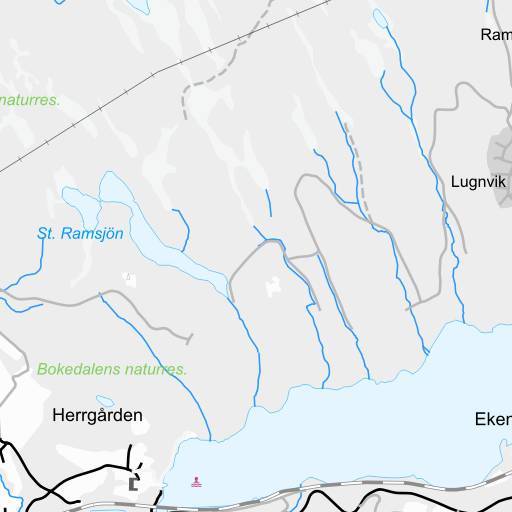 Ram
naturres.
Lugnvik
St. Ramsjön
Bokedalens naturres.
Herrgården
Eken